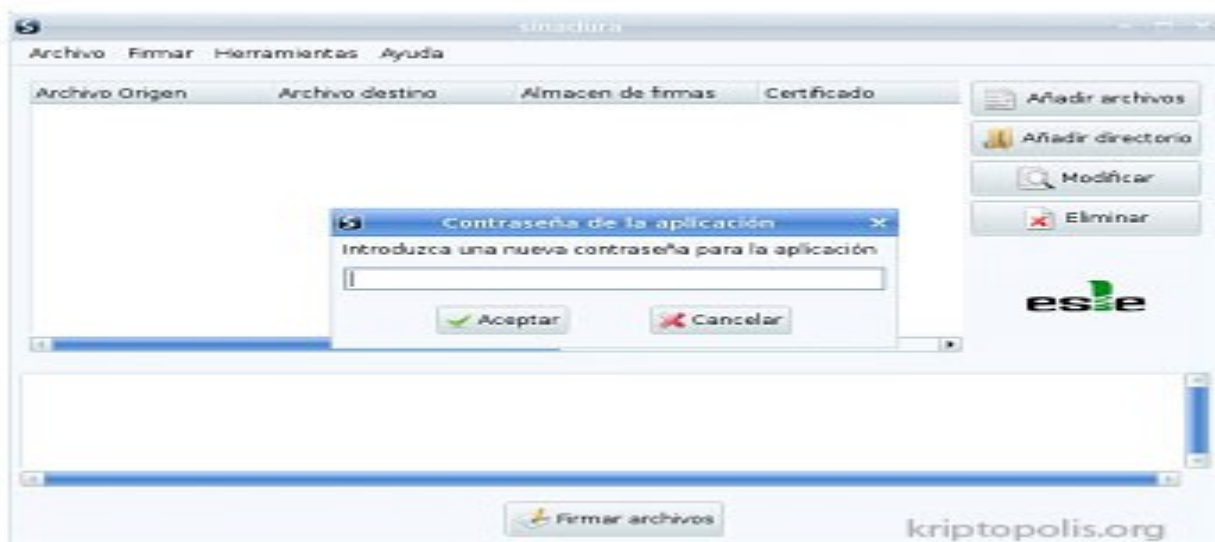 sinadura
Archivo Firmar Herramientas Ayuda
Archivo Origen Archivo destino Almacen de firmas Certificado
Añadir archivos
Añadir directorio
Modificar
Eliminar
Contraseña de la aplicación
Introduzca una nueva contraseña para la aplicación
Aceptar Cancelar
esle
Firmar archivos
kriptopolis.org